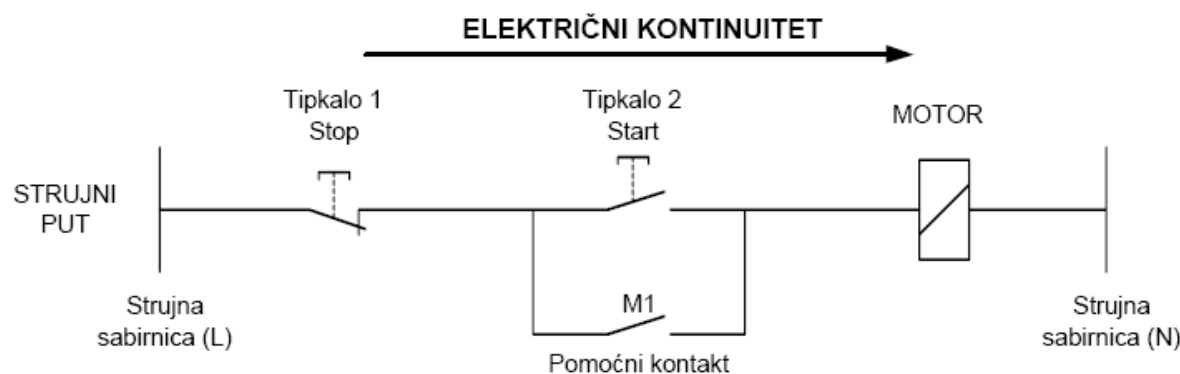 ELEKTRIČNI KONTINUITET
Tipkalo 1
Stop
Tipkalo 2
Start
MOTOR
STRUJNI
PUT
Strujna
sabirnica (L)
M1
Pomoćni kontakt
Strujna
sabirnica (N)